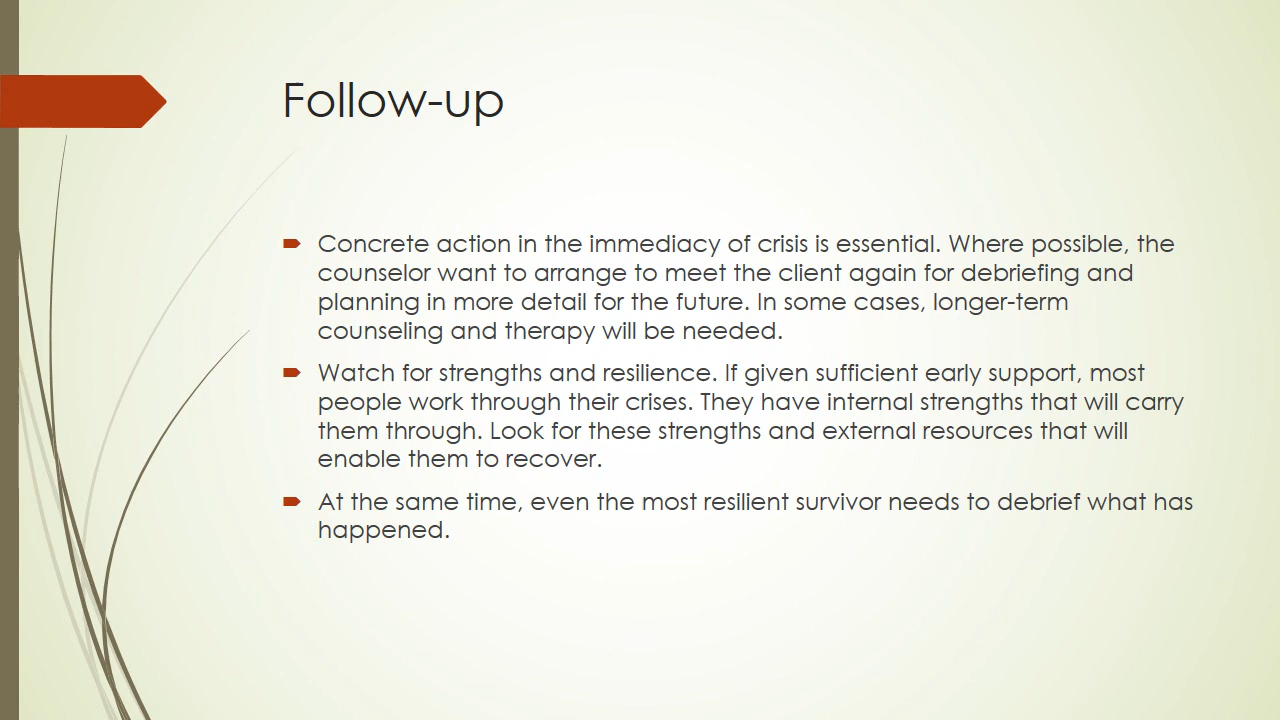 Follow-up
Concrete action in the immediacy of crisis is essential. Where possible, the
counselor want to arrange to meet the client again for debriefing and
planning in more detail for the future. In some cases, longer-term
counseling and therapy will be needed.
Watch for strengths and resilience. If given sufficient early support, most
people work through their crises. They have internal strengths that will carry
them through. Look for these strengths and external resources that will
enable them to recover.
At the same time, even the most resilient survivor needs to debrief what has
happened.